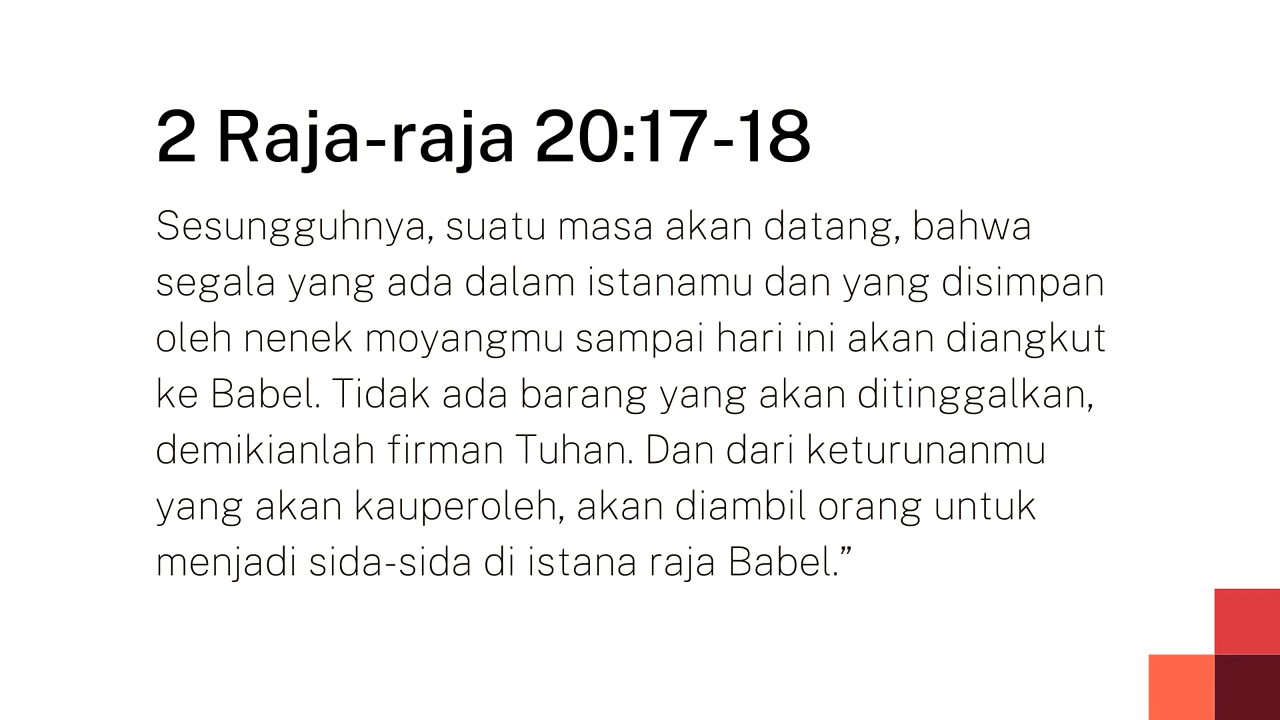 2 Raja-raja 20:17-18
Sesungguhnya, suatu masa akan datang, bahwa
segala yang ada dalam istanamu dan yang disimpan
oleh nenek moyangmu sampai hari ini akan diangkut
ke Babel. Tidak ada barang yang akan ditinggalkan,
demikianlah firman Tuhan. Dan dari keturunanmu
yang akan kauperoleh, akan diambil orang untuk
menjadi sida-sida di istana raja Babel.”